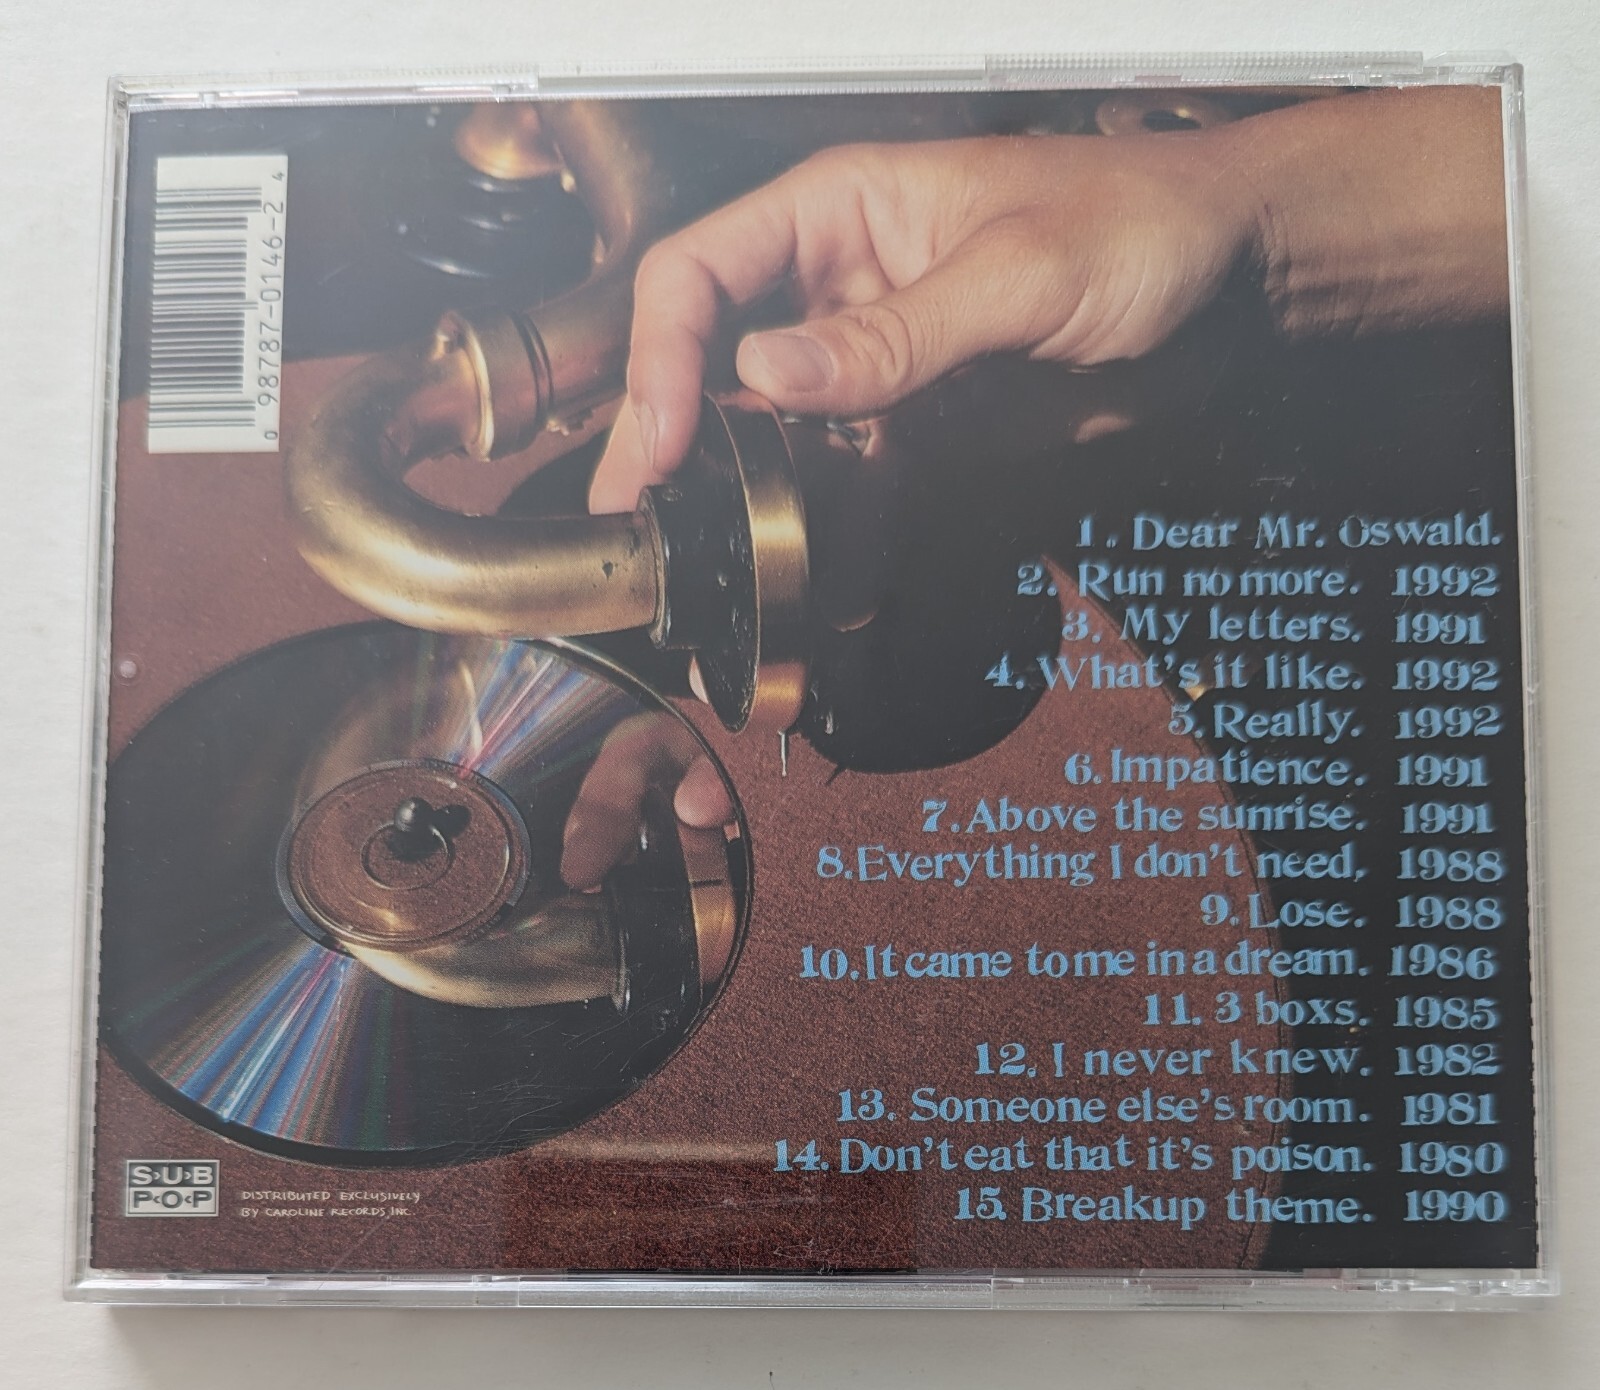 0 98787-0146-2 4
1. Dear Mr. Oswald.
2. Run no more. 1992
3. My letters. 1991
4. What's it like. 1992
5. Really. 1992
6. Impatience. 1991
7. Above the sunrise. 1991
8. Everything I don't need, 1988
9. Lose. 1988
10. It came to me in a dream. 1986
11. 3 boxs. 1985
12. I never knew. 1982
13. Someone else's room. 1981
14. Don't eat that it's poison. 1980
15. Breakup theme. 1990
SUB
POP
DISTRIBUTED EXCLUSIVELY
BY CAROLINE RECORDS, INC.